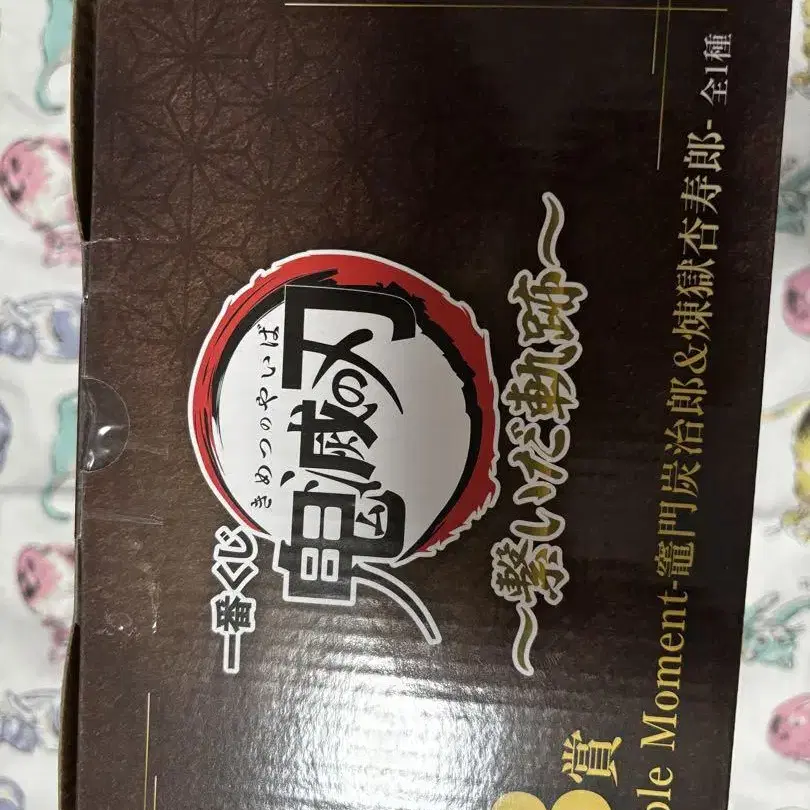 一番くじ
きめつのやいば
鬼滅の刃
～繋いだ軌跡～
賞
Moment-竈門炭治郎&煉獄杏寿郎- 全1種